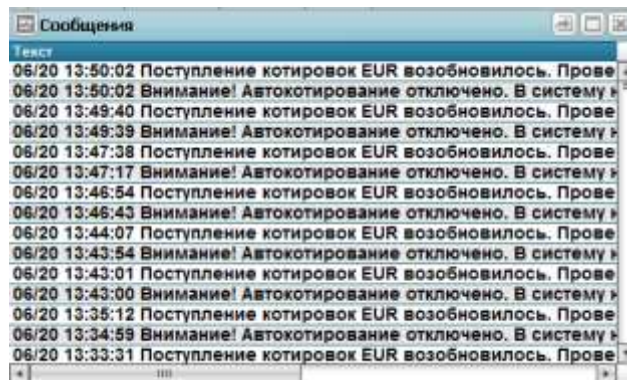 Сообщения
Текст
06/20 13:50:02 Поступление котировок EUR возобновилось. Прове
06/20 13:50:02 Внимание! Автокотирование отключено. В систему н
06/20 13:49:40 Поступление котировок EUR возобновилось. Прове
06/20 13:49:39 Внимание! Автокотирование отключено. В систему н
06/20 13:47:38 Поступление котировок EUR возобновилось. Прове
06/20 13:47:17 Внимание! Автокотирование отключено. В систему н
06/20 13:46:54 Поступление котировок EUR возобновилось. Прове
06/20 13:46:43 Внимание! Автокотирование отключено. В систему н
06/20 13:44:07 Поступление котировок EUR возобновилось. Прове
06/20 13:43:54 Внимание! Автокотирование отключено. В систему н
06/20 13:43:01 Поступление котировок EUR возобновилось. Прове
06/20 13:43:00 Внимание! Автокотирование отключено. В систему н
06/20 13:35:12 Поступление котировок EUR возобновилось. Прове
06/20 13:34:59 Внимание! Автокотирование отключено. В систему н
06/20 13:33:31 Поступление котировок EUR возобновилось. Прове